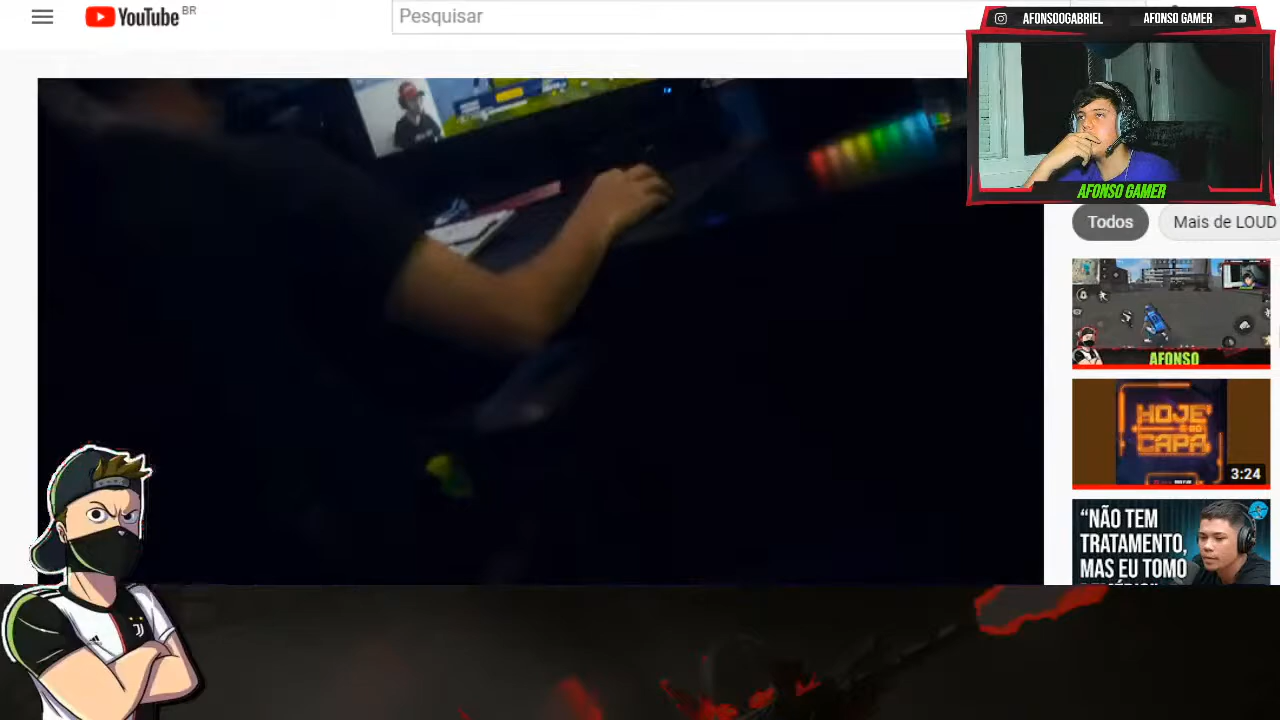 YouTube BR
Pesquisar
AFONSOOGABRIEL
AFONSO GAMER
AFONSO GAMER
Todos
Mais de LOUD
AFONSO
HOJE
CAPA
3:24
“NÃO TEM
TRATAMENTO,
MAS EU TOMO